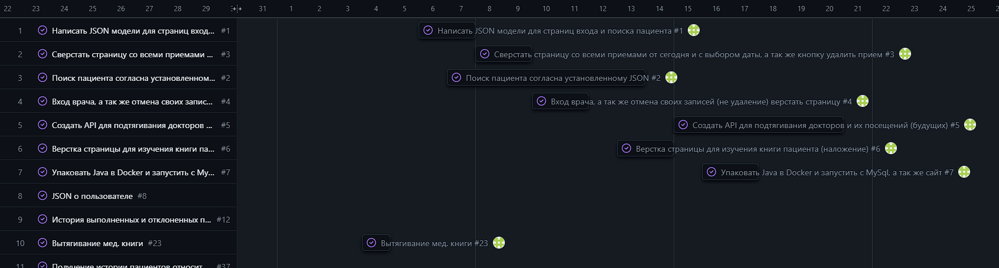 22 23 24 25 26 27 28 29 31 1 2 3 4 5 6 7 8 9 10 11 12 13 14 15 16 17 18 19 20 21 22 23 24 25
1 Написать JSON модели для страниц вход... #1 Написать JSON модели для страниц входа и поиска пациента #1
2 Сверстать страницу со всеми приемами ... #3 Сверстать страницу со всеми приемами от сегодня и с выбором даты, а так же кнопку удалить прием #3
3 Поиск пациента согласна установленном... #2 Поиск пациента согласна установленному JSON #2
4 Вход врача, а так же отмена своих запис... #4 Вход врача, а так же отмена своих записей (не удаление) верстать страницу #4
5 Создать API для подтягивания докторов ... #5 Создать API для подтягивания докторов и их посещений (будущих) #5
6 Верстка страницы для изучения книги па... #6 Верстка страницы для изучения книги пациента (наложение) #6
7 Упаковать Java в Docker и запустить с My... #7 Упаковать Java в Docker и запустить с MySql, а так же сайт #7
8 JSON о пользователе #8
9 История выполненных и отклоненных п... #12
10 Вытягивание мед. книги #23 Вытягивание мед. книги #23
11 Получение истории пациентов относит... #37